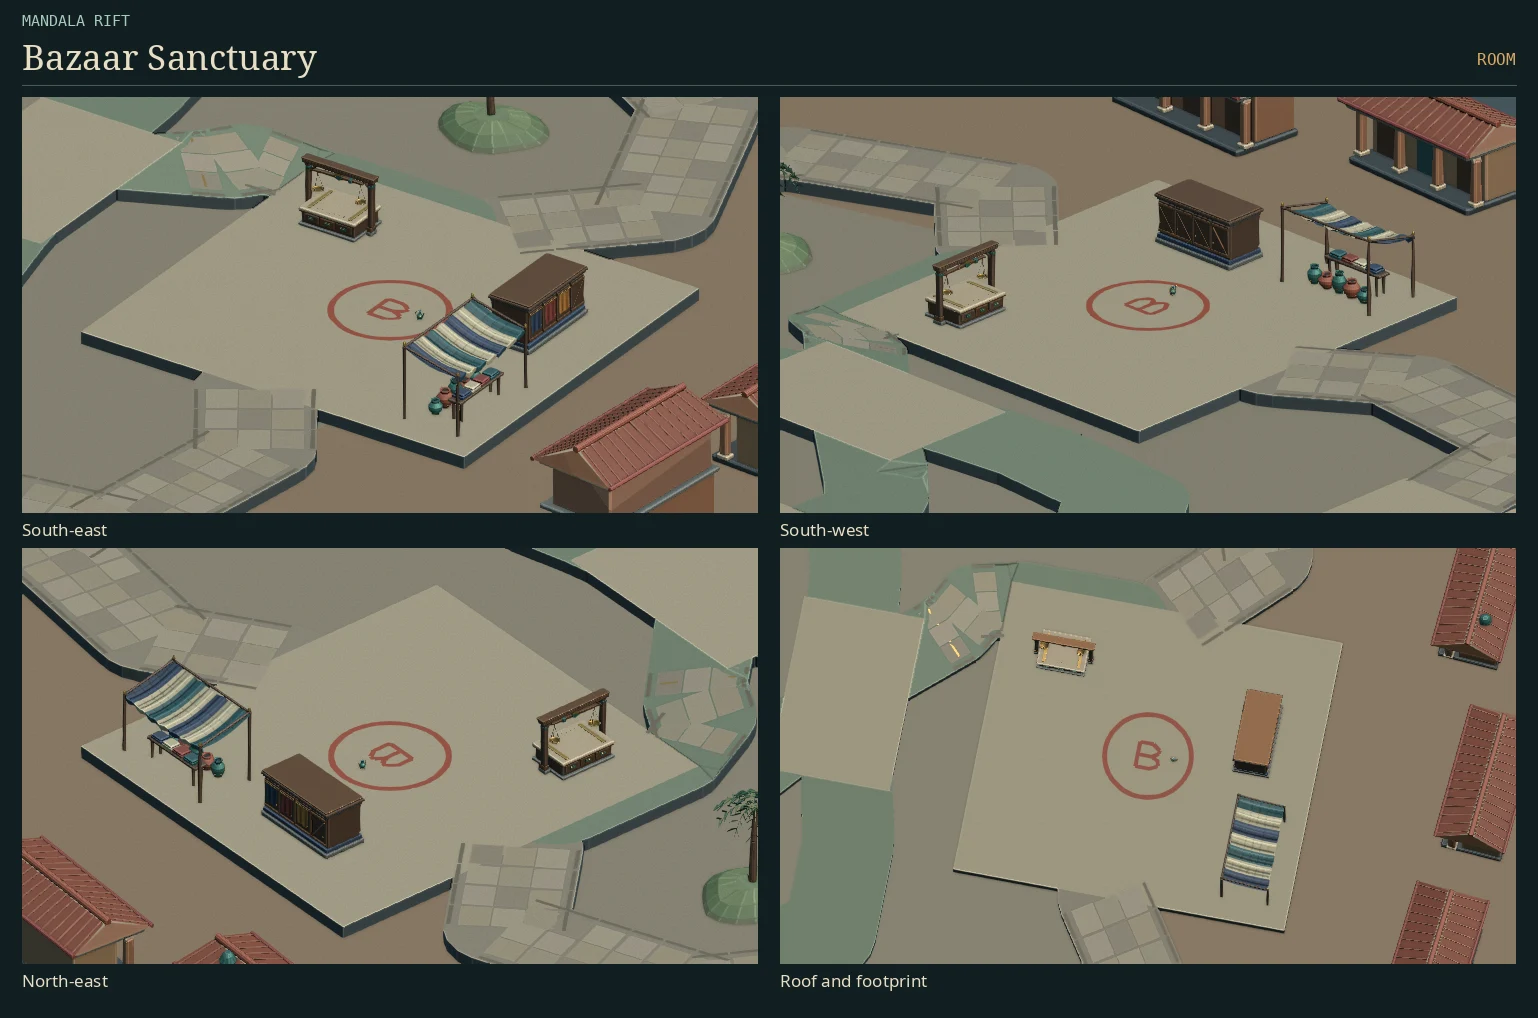 MANDALA RIFT
Bazaar Sanctuary
ROOM
B
South-east
B
South-west
B
North-east
B
Roof and footprint